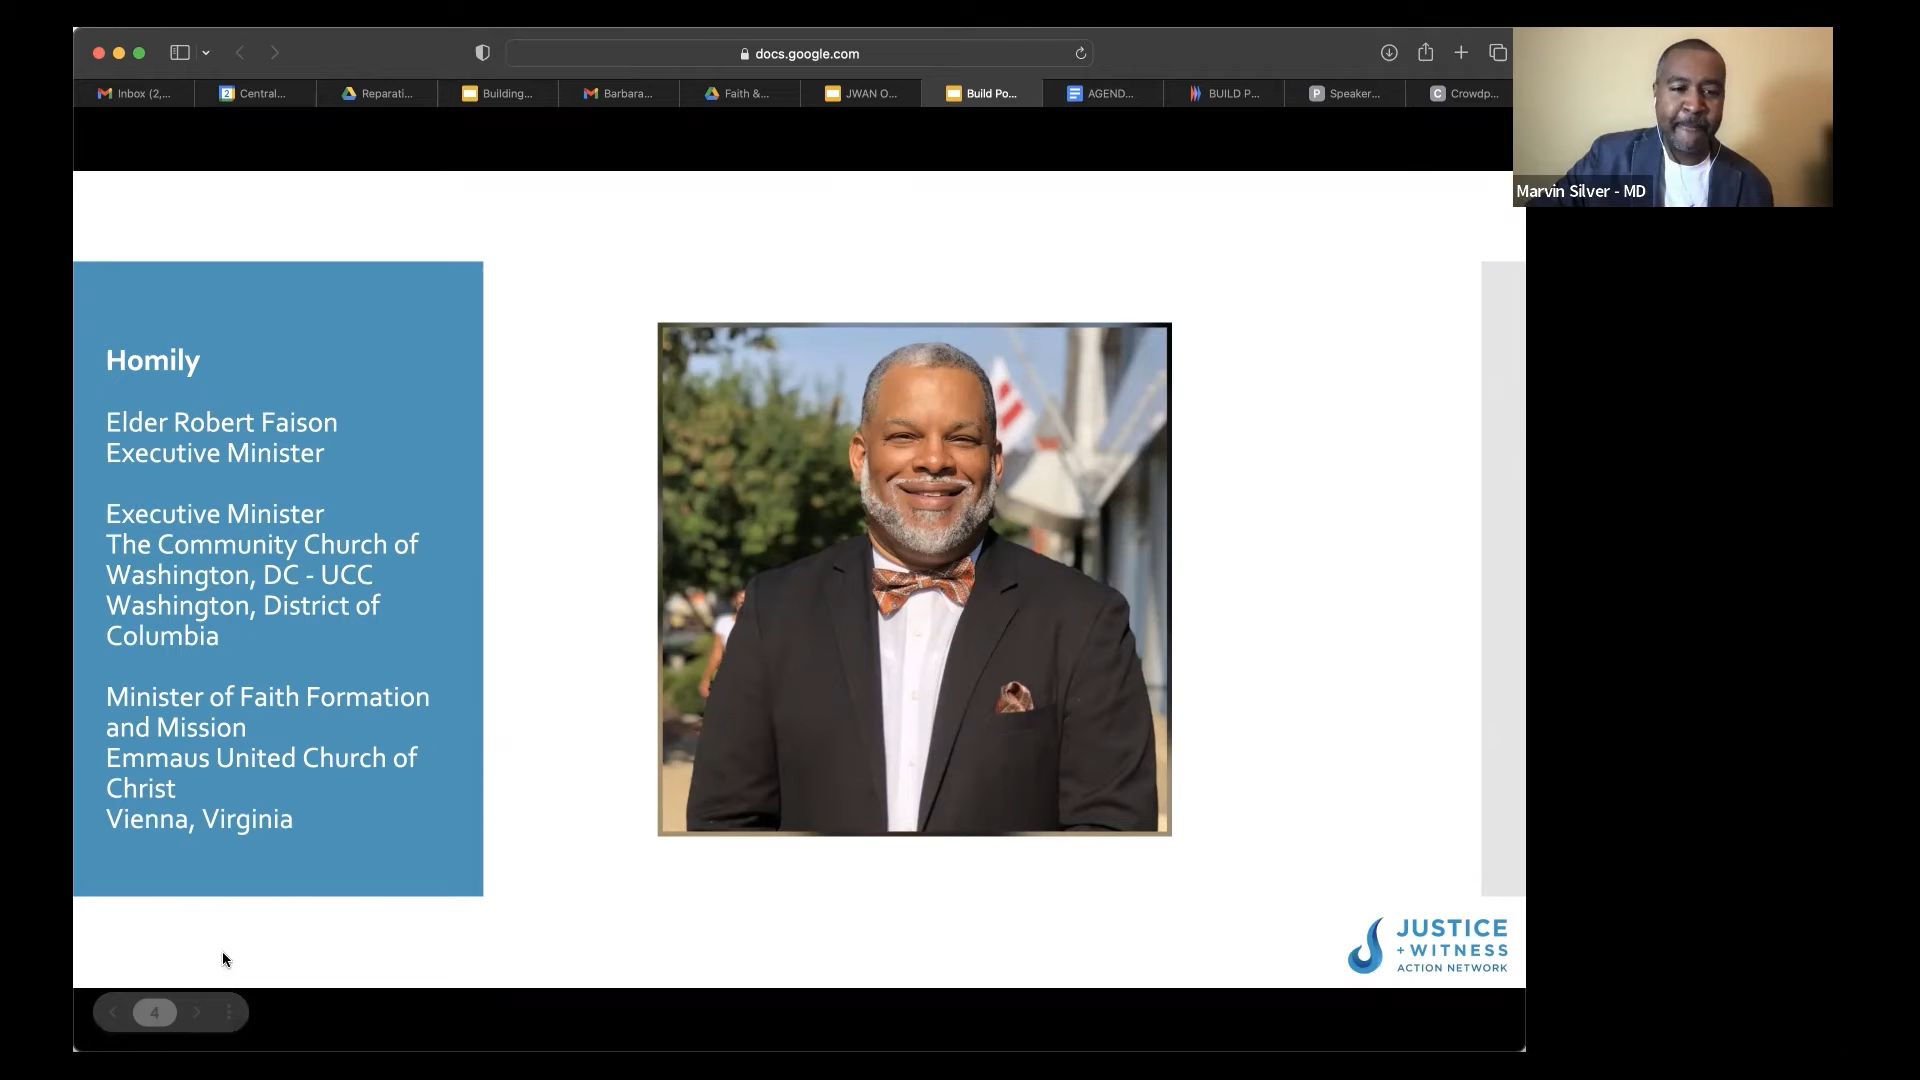 docs.google.com
Inbox (2,...
2
Central...
Reparati...
Building...
Barbara...
Faith &...
JWAN O...
Build Po...
AGEND...
BUILD P...
P
Speaker...
C
Crowdp...
Marvin Silver - MD
Homily
Elder Robert Faison
Executive Minister
Executive Minister
The Community Church of
Washington, DC - UCC
Washington, District of
Columbia
Minister of Faith Formation
and Mission
Emmaus United Church of
Christ
Vienna, Virginia
JUSTICE
+ WITNESS
ACTION NETWORK
4